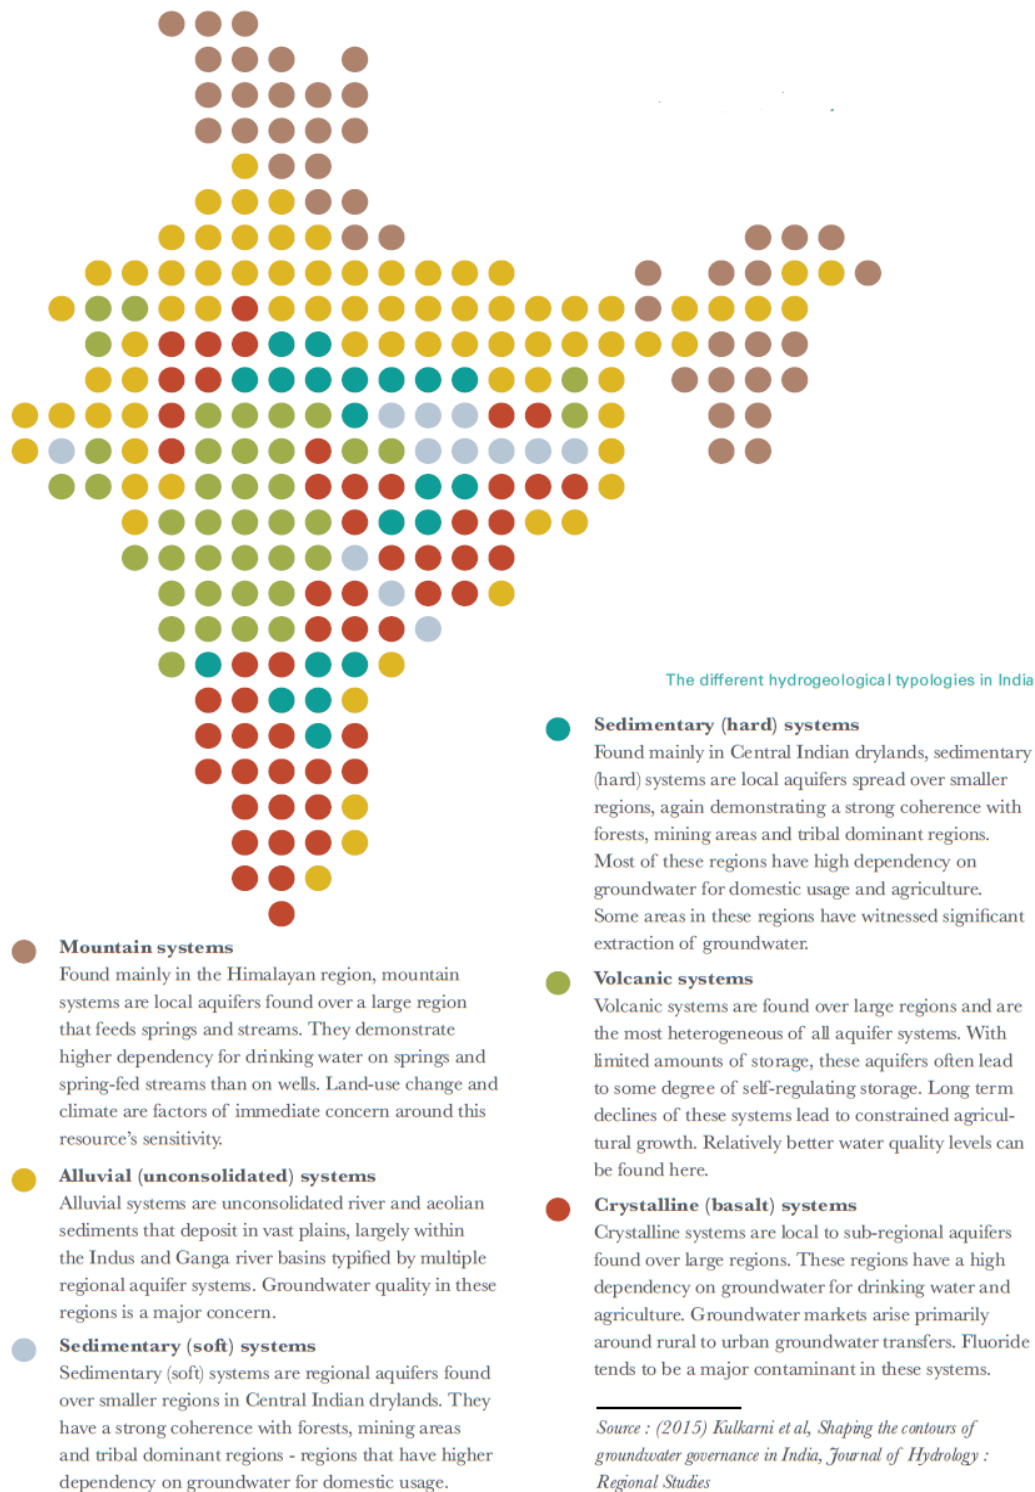 The different hydrogeological typologies in India
Mountain systems
Found mainly in the Himalayan region, mountain
systems are local aquifers found over a large region
that feeds springs and streams. They demonstrate
higher dependency for drinking water on springs and
spring-fed streams than on wells. Land-use change and
climate are factors of immediate concern around this
resource's sensitivity.
Alluvial (unconsolidated) systems
Alluvial systems are unconsolidated river and aeolian
sediments that deposit in vast plains, largely within
the Indus and Ganga river basins typified by multiple
regional aquifer systems. Groundwater quality in these
regions is a major concern.
Sedimentary (soft) systems
Sedimentary (soft) systems are regional aquifers found
over smaller regions in Central Indian drylands. They
have a strong coherence with forests, mining areas
and tribal dominant regions - regions that have higher
dependency on groundwater for domestic usage.
Sedimentary (hard) systems
Found mainly in Central Indian drylands, sedimentary
(hard) systems are local aquifers spread over smaller
regions, again demonstrating a strong coherence with
forests, mining areas and tribal dominant regions.
Most of these regions have high dependency on
groundwater for domestic usage and agriculture.
Some areas in these regions have witnessed significant
extraction of groundwater.
Volcanic systems
Volcanic systems are found over large regions and are
the most heterogeneous of all aquifer systems. With
limited amounts of storage, these aquifers often lead
to some degree of self-regulating storage. Long term
declines of these systems lead to constrained agricul-
tural growth. Relatively better water quality levels can
be found here.
Crystalline (basalt) systems
Crystalline systems are local to sub-regional aquifers
found over large regions. These regions have a high
dependency on groundwater for drinking water and
agriculture. Groundwater markets arise primarily
around rural to urban groundwater transfers. Fluoride
tends to be a major contaminant in these systems.
Source : (2015) Kulkarni et al, Shaping the contours of
groundwater governance in India, Journal of Hydrology :
Regional Studies